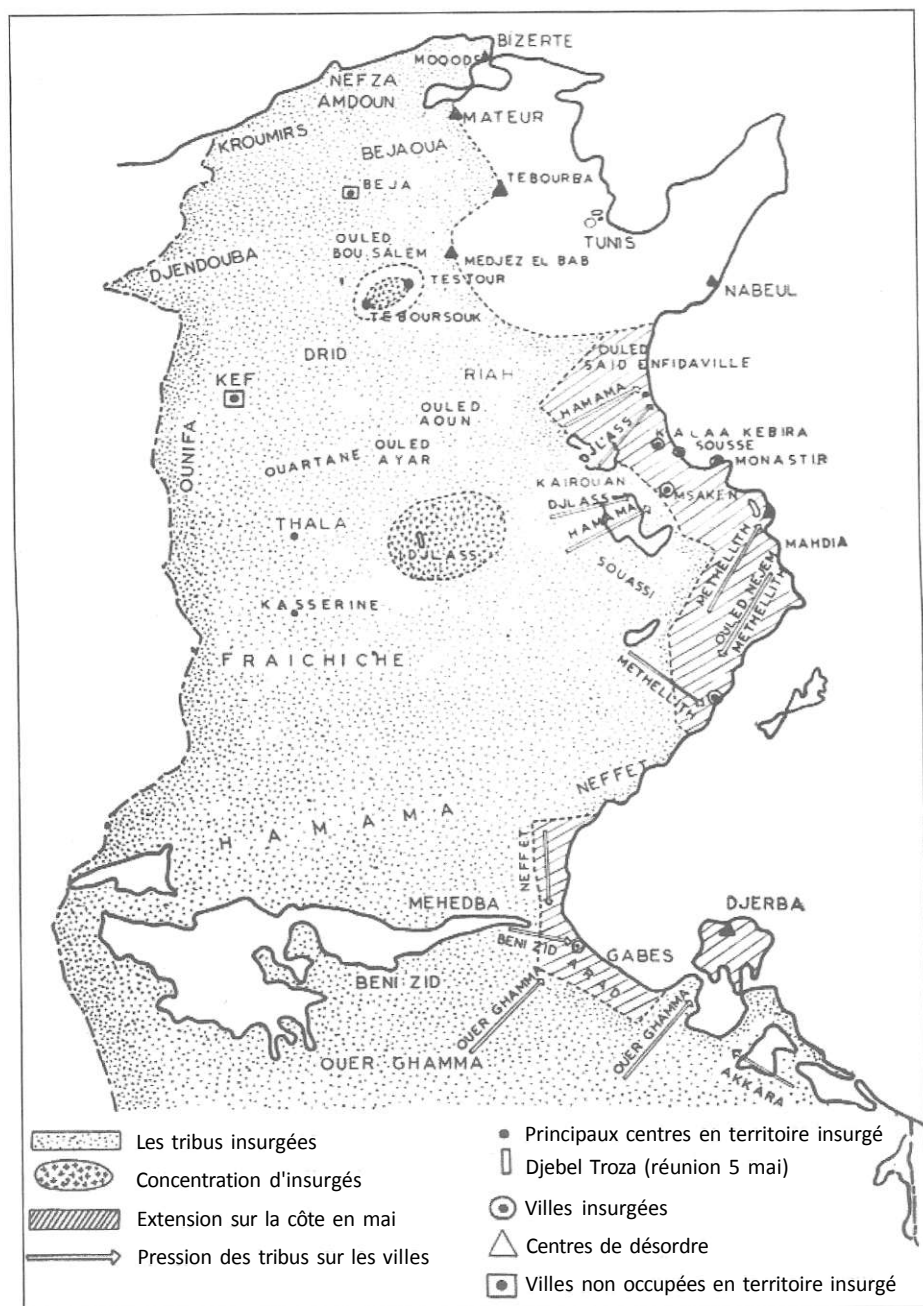 BIZERTE
MOQODS
NEFZA
AMDOUN
MATEUR
KROUMIRS
BEJAOUA
BEJA
TEBOURBA
TUNIS
OULED
BOU SALEM
DJENDOUBA
MEDJEZ EL BAB
TESTOUR
NABEUL
TEBOURSOUK
DRID
RIAH
OULED
SAID ENFIDAVILLE
KEF
HAMAMA
OULED
AOUN
DJLASS
KALAA KEBIRA
SOUSSE
MONASTIR
OUNIFA
OUARTANE
OULED
AYAR
KAIROUAN
MSAKEN
DJLASS
HAMAMA
THALA
DJLASS
MAHDIA
METHELLITH
SOUASSI
OULED NEJEM
METHELLITH
KASSERINE
FRAICHICHE
METHELLITH
NEFFET
HAMAMA
NEFFET
MEHEDBA
DJERBA
BENI ZID
GABES
ARAD
BENI ZID
OUER GHAMMA
OUER GHAMMA
OUER GHAMMA
AKKARA
Les tribus insurgées
Concentration d'insurgés
Extension sur la côte en mai
Pression des tribus sur les villes
Principaux centres en territoire insurgé
Djebel Troza (réunion 5 mai)
Villes insurgées
Centres de désordre
Villes non occupées en territoire insurgé